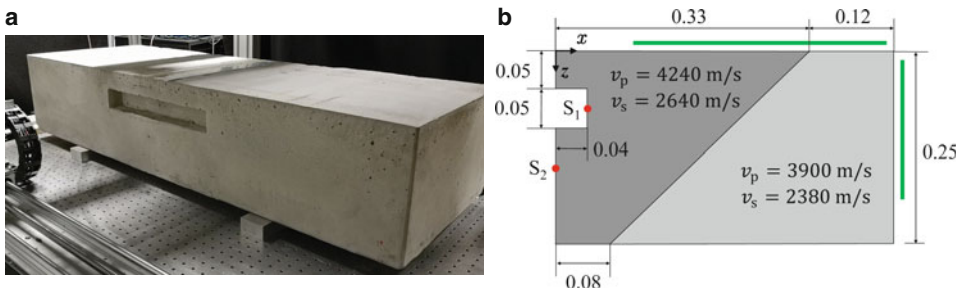 a
b
0.33
0.12
x
z
0.05
v_p = 4240 m/s
v_s = 2640 m/s
0.05
S_1
0.04
0.25
S_2
v_p = 3900 m/s
v_s = 2380 m/s
0.08